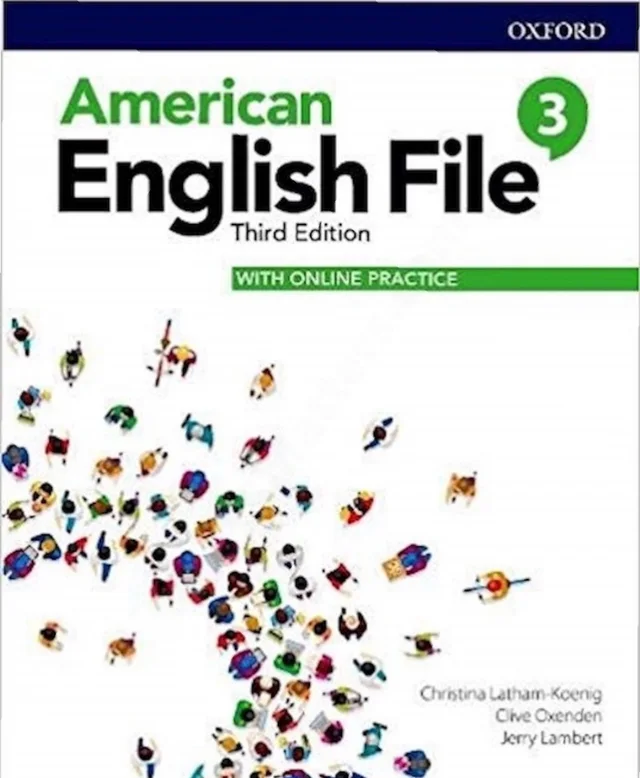 OXFORD
American
3
English File
Third Edition
WITH ONLINE PRACTICE
Christina Latham-Koenig
Clive Oxenden
Jerry Lambert